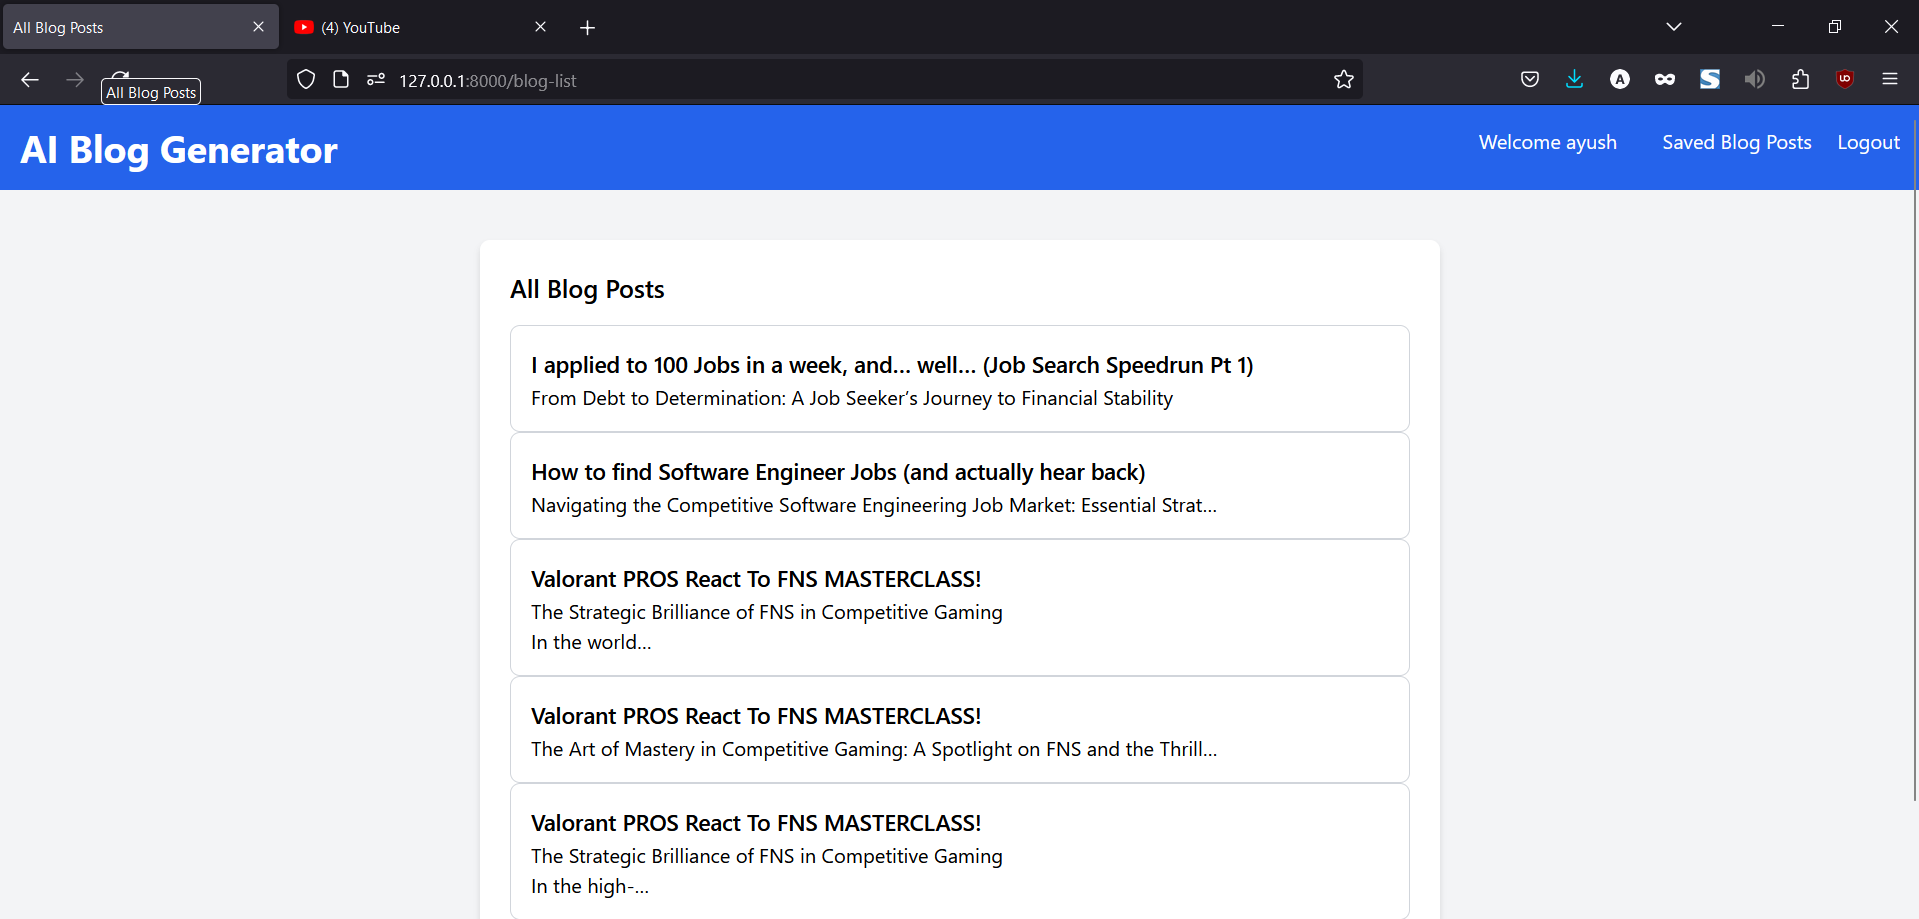 All Blog Posts
(4) YouTube
All Blog Posts
127.0.0.1:8000/blog-list
AI Blog Generator
Welcome ayush
Saved Blog Posts
Logout
All Blog Posts
I applied to 100 Jobs in a week, and... well... (Job Search Speedrun Pt 1)
From Debt to Determination: A Job Seeker’s Journey to Financial Stability
How to find Software Engineer Jobs (and actually hear back)
Navigating the Competitive Software Engineering Job Market: Essential Strat…
Valorant PROS React To FNS MASTERCLASS!
The Strategic Brilliance of FNS in Competitive Gaming
In the world…
Valorant PROS React To FNS MASTERCLASS!
The Art of Mastery in Competitive Gaming: A Spotlight on FNS and the Thrill…
Valorant PROS React To FNS MASTERCLASS!
The Strategic Brilliance of FNS in Competitive Gaming
In the high-…